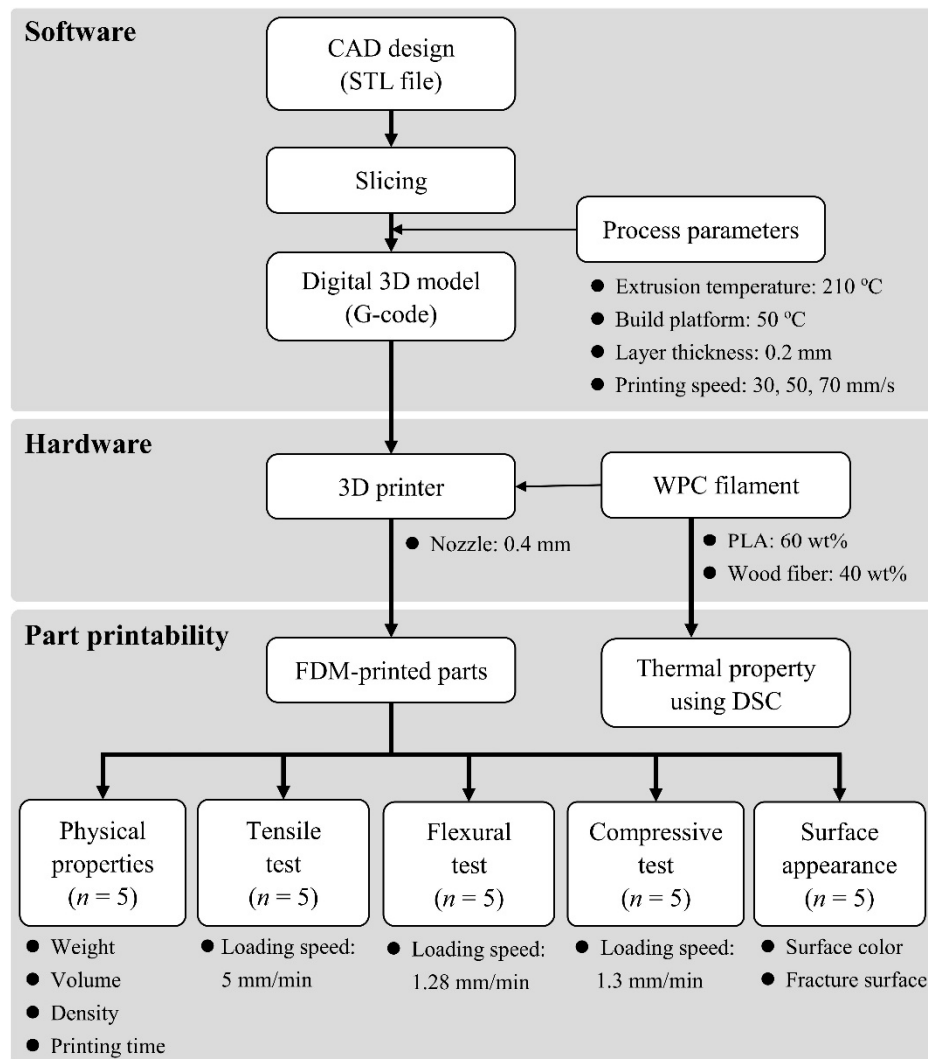 Software
CAD design
(STL file)
Slicing
Process parameters
Digital 3D model
(G-code)
● Extrusion temperature: 210 ºC
● Build platform: 50 ºC
● Layer thickness: 0.2 mm
● Printing speed: 30, 50, 70 mm/s
Hardware
3D printer
WPC filament
● Nozzle: 0.4 mm
● PLA: 60 wt%
● Wood fiber: 40 wt%
Part printability
FDM-printed parts
Thermal property
using DSC
Physical
properties
(n = 5)
● Weight
● Volume
● Density
● Printing time
Tensile
test
(n = 5)
● Loading speed:
5 mm/min
Flexural
test
(n = 5)
● Loading speed:
1.28 mm/min
Compressive
test
(n = 5)
● Loading speed:
1.3 mm/min
Surface
appearance
(n = 5)
● Surface color
● Fracture surface